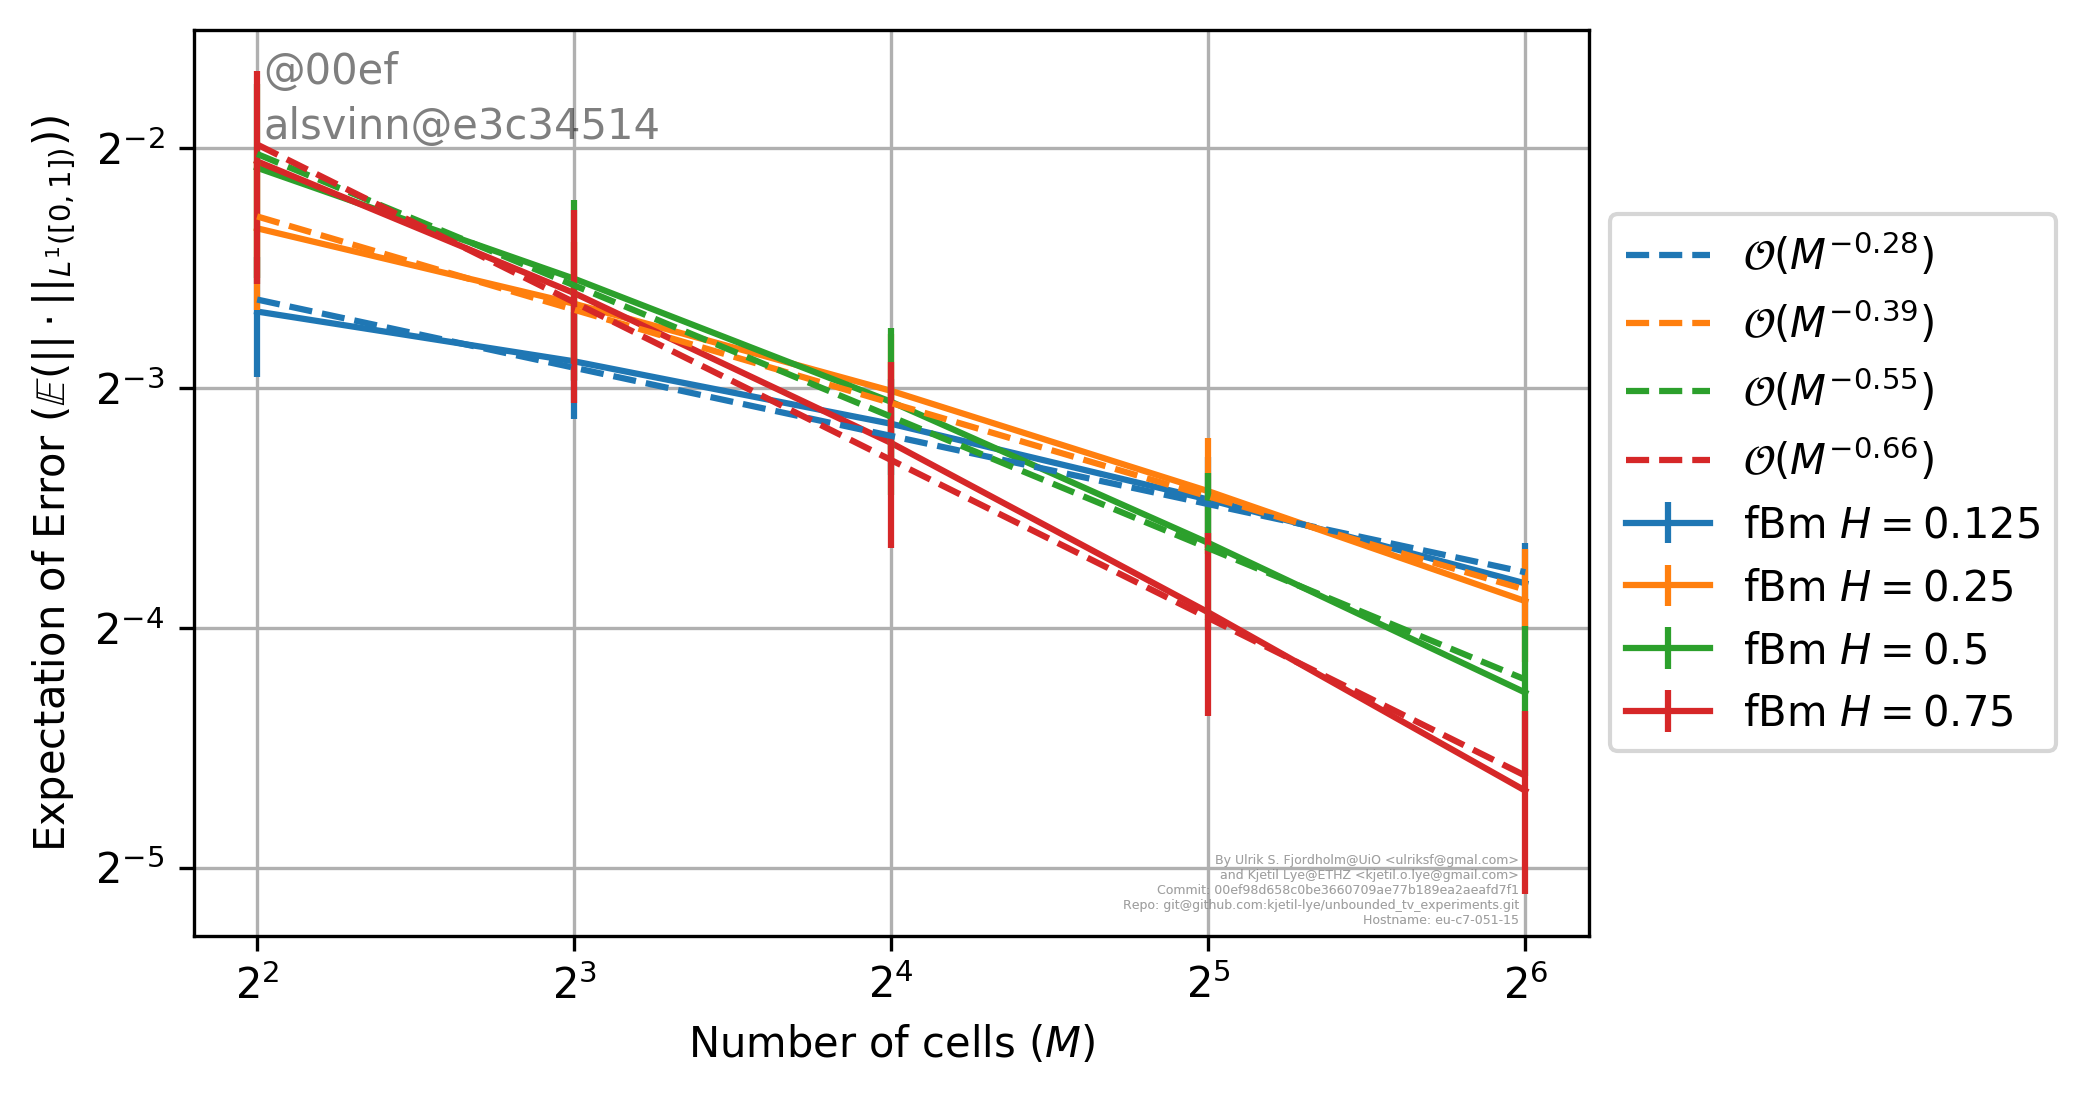 @00ef
alsvinn@e3c34514
Expectation of Error (𝔼(||·||_{L^1([0,1])}))
2^{-2}
2^{-3}
2^{-4}
2^{-5}
By Ulrik S. Fjordholm@UiO <ulriksf@gmal.com>
and Kjetil Lye@ETHZ <kjetil.o.lye@gmail.com>
Commit: 00ef98d658c0be3660709ae77b189ea2aeafd7f1
Repo: git@github.com:kjetil-lye/unbounded_tv_experiments.git
Hostname: eu-c7-051-15
2^2 2^3 2^4 2^5 2^6
Number of cells (M)
𝒪(M^{-0.28})
𝒪(M^{-0.39})
𝒪(M^{-0.55})
𝒪(M^{-0.66})
fBm H = 0.125
fBm H = 0.25
fBm H = 0.5
fBm H = 0.75